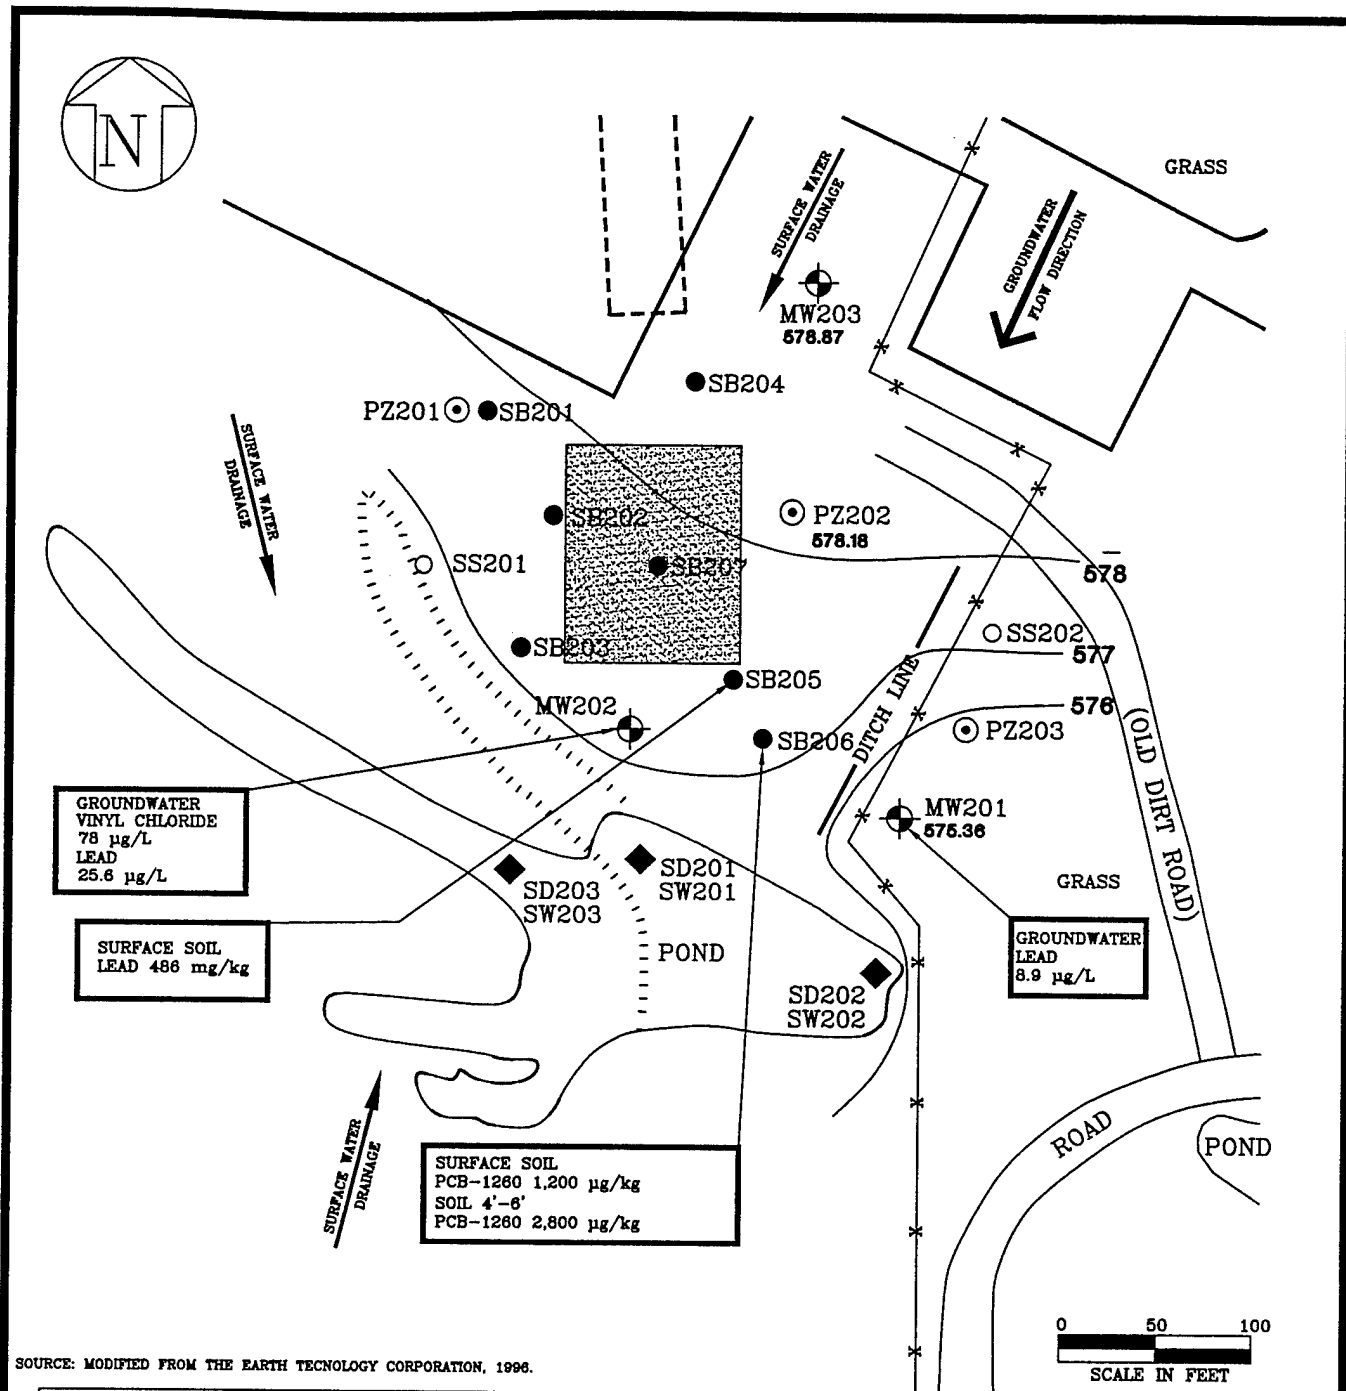 N
GRASS
SURFACE WATER
DRAINAGE
GROUNDWATER
FLOW DIRECTION
MW203
578.87
SB204
PZ201
SB201
SURFACE WATER
DRAINAGE
SB202
PZ202
578.18
SS201
SB207
578
SS202
SB203
577
SB205
DITCH LINE
576
MW202
SB206
PZ203
(OLD DIRT ROAD)
GROUNDWATER
VINYL CHLORIDE
78 µg/L
LEAD
25.6 µg/L
MW201
575.36
SD201
SW201
SD203
SW203
GRASS
SURFACE SOIL
LEAD 486 mg/kg
POND
GROUNDWATER
LEAD
8.9 µg/L
SD202
SW202
SURFACE WATER
DRAINAGE
ROAD
POND
SURFACE SOIL
PCB-1260 1,200 µg/kg
SOIL 4'-6'
PCB-1260 2,800 µg/kg
0 50 100
SCALE IN FEET
SOURCE: MODIFIED FROM THE EARTH TECNOLOGY CORPORATION, 1996.